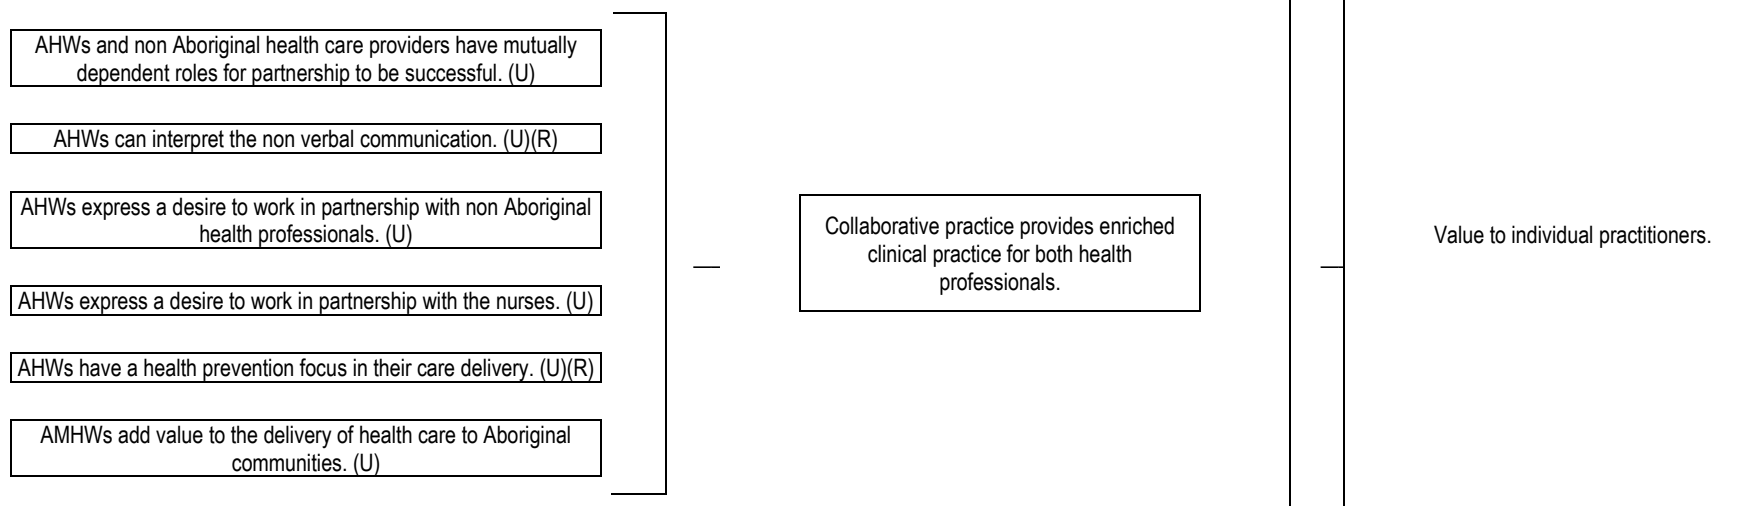 AHWs and non Aboriginal health care providers have mutually
dependent roles for partnership to be successful. (U)
AHWs can interpret the non verbal communication. (U)(R)
AHWs express a desire to work in partnership with non Aboriginal
health professionals. (U)
AHWs express a desire to work in partnership with the nurses. (U)
AHWs have a health prevention focus in their care delivery. (U)(R)
AMHWs add value to the delivery of health care to Aboriginal
communities. (U)
Collaborative practice provides enriched
clinical practice for both health
professionals.
Value to individual practitioners.